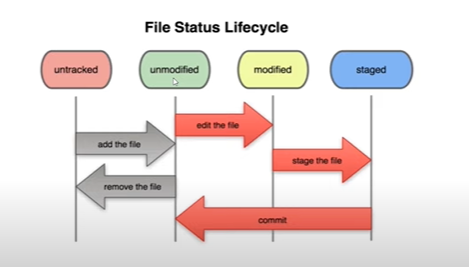 File Status Lifecycle
untracked
unmodified
modified
staged
edit the file
add the file
stage the file
remove the file
commit